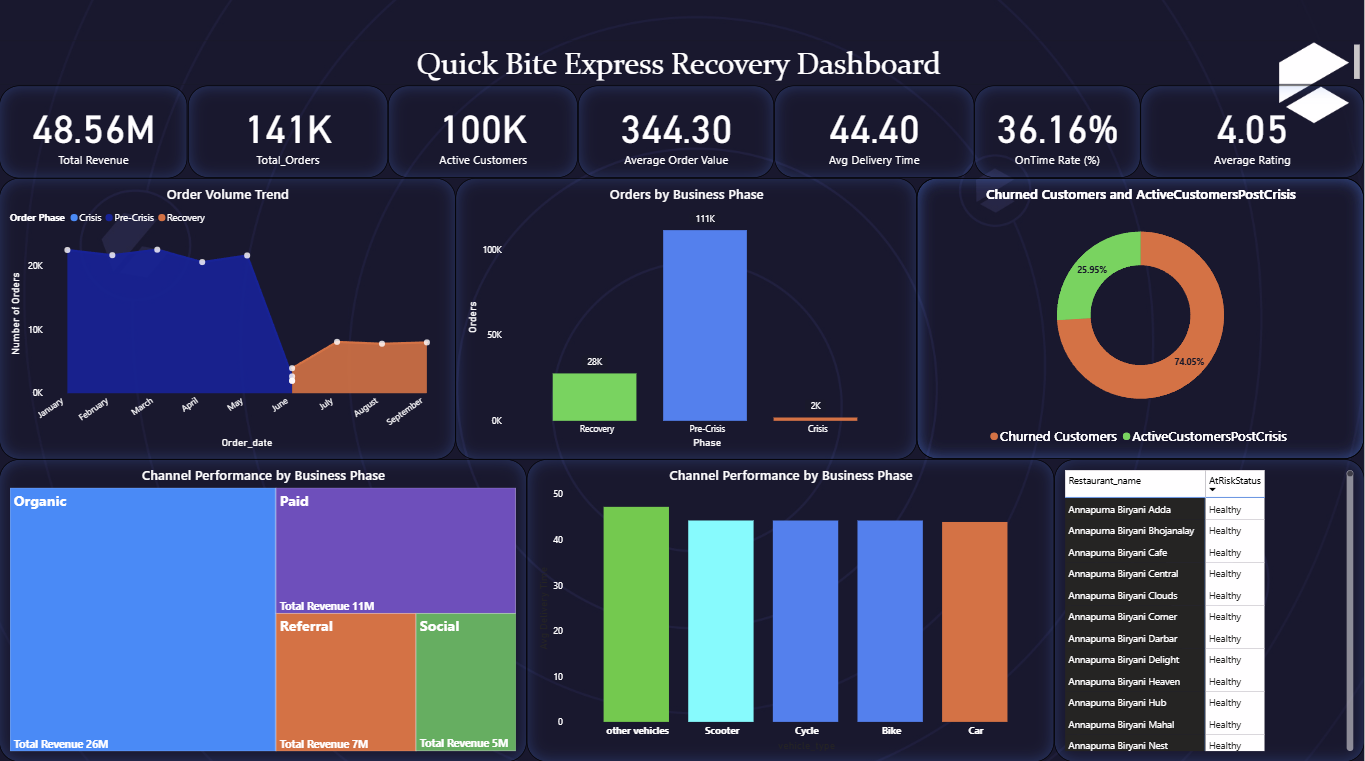 Quick Bite Express Recovery Dashboard
48.56M
Total Revenue
141K
Total_Orders
100K
Active Customers
344.30
Average Order Value
44.40
Avg Delivery Time
36.16%
OnTime Rate (%)
4.05
Average Rating
Order Volume Trend
Order Phase Crisis Pre-Crisis Recovery
Number of Orders
20K
10K
0K
January
February
March
April
May
June
July
August
September
Order_date
Orders by Business Phase
Orders
100K
50K
0K
28K
111K
2K
Recovery
Pre-Crisis
Crisis
Phase
Churned Customers and ActiveCustomersPostCrisis
25.95%
74.05%
Churned Customers ActiveCustomersPostCrisis
Channel Performance by Business Phase
Organic
Total Revenue 26M
Paid
Total Revenue 11M
Referral
Total Revenue 7M
Social
Total Revenue 5M
Channel Performance by Business Phase
50
40
30
20
10
0
other vehicles
Scooter
Cycle
Bike
Car
Restaurant_name AtRiskStatus
Annapurna Biryani Adda Healthy
Annapurna Biryani Bhojanalay Healthy
Annapurna Biryani Cafe Healthy
Annapurna Biryani Central Healthy
Annapurna Biryani Clouds Healthy
Annapurna Biryani Corner Healthy
Annapurna Biryani Darbar Healthy
Annapurna Biryani Delight Healthy
Annapurna Biryani Heaven Healthy
Annapurna Biryani Hub Healthy
Annapurna Biryani Mahal Healthy
Annapurna Biryani Nest Healthy